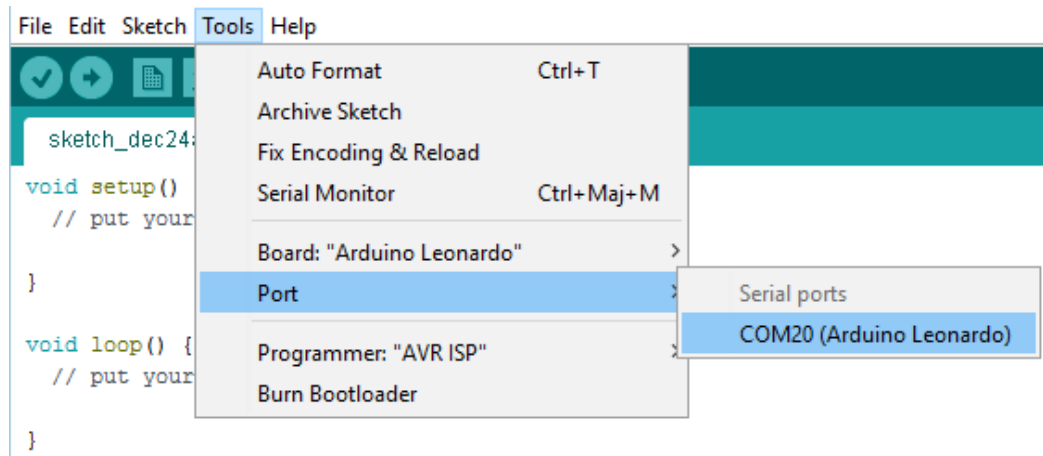 File Edit Sketch Tools Help
Auto Format Ctrl+T
Archive Sketch
sketch_dec24
Fix Encoding & Reload
void setup()
Serial Monitor Ctrl+Maj+M
// put your
Board: "Arduino Leonardo"
}
Port
Serial ports
COM20 (Arduino Leonardo)
void loop() {
Programmer: "AVR ISP"
// put your
Burn Bootloader
}